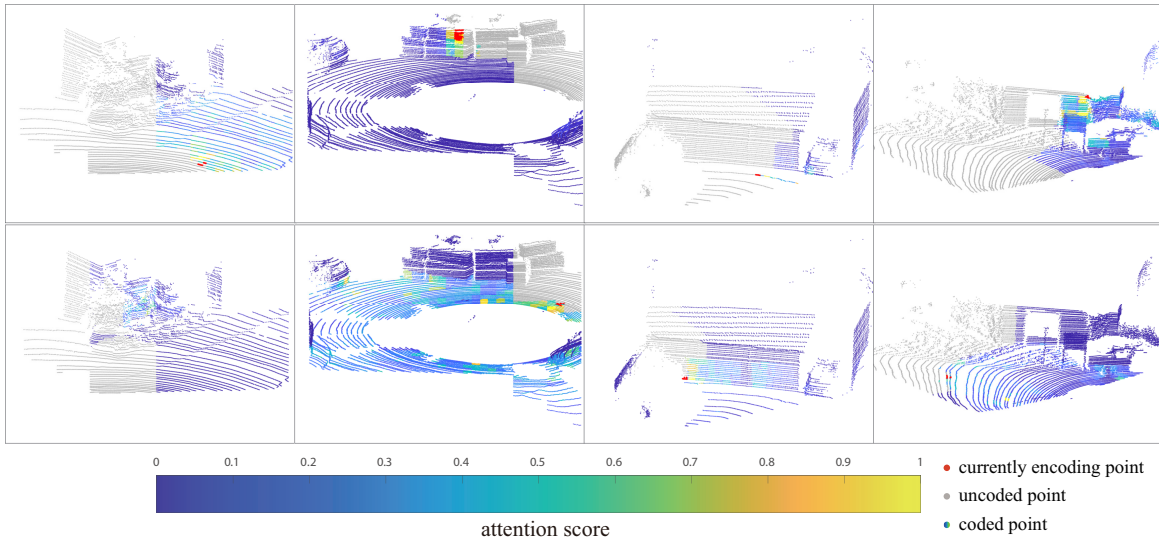 0 0.1 0.2 0.3 0.4 0.5 0.6 0.7 0.8 0.9 1
attention score
currently encoding point
uncoded point
coded point